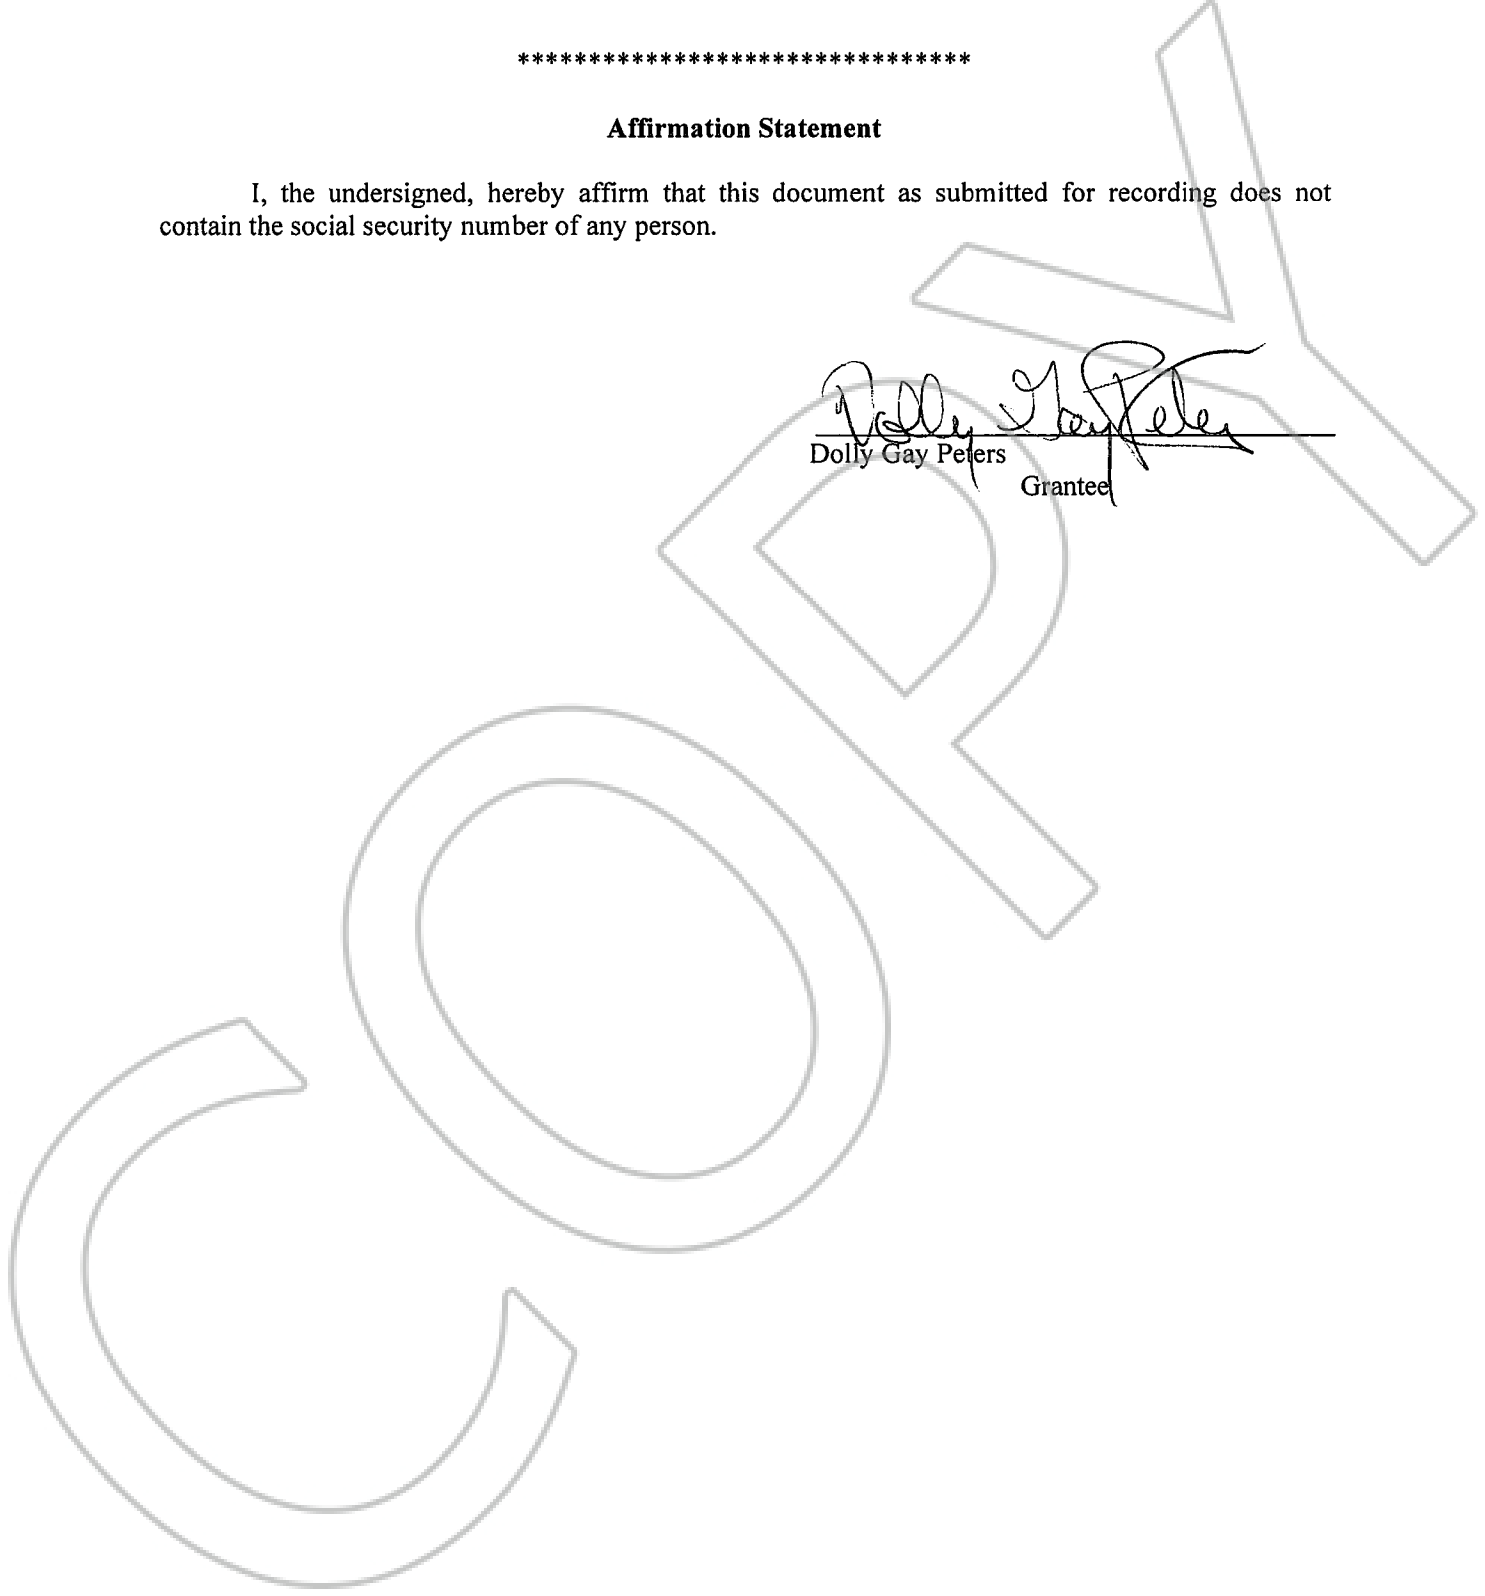 ********************************
Affirmation Statement
I, the undersigned, hereby affirm that this document as submitted for recording does not
contain the social security number of any person.
Dolly Gay Peters
Dolly Gay Peters
Grantee
COPY